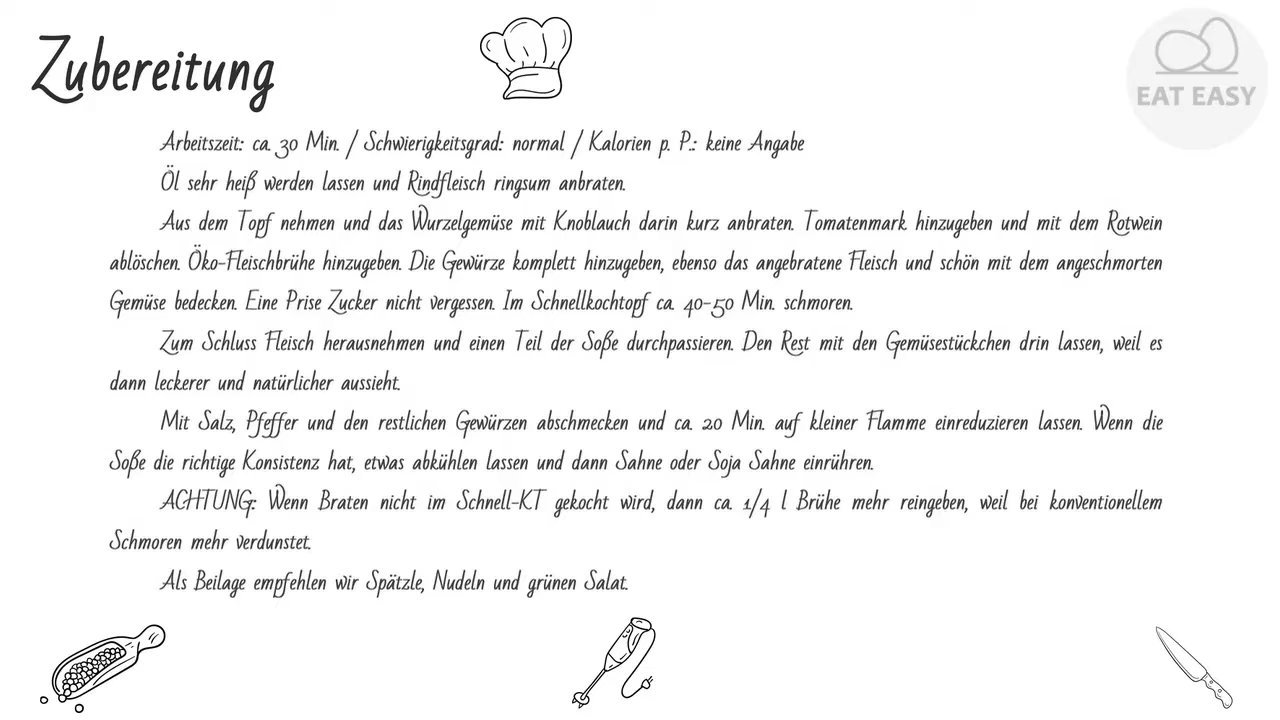 Zubereitung
EAT EASY
Arbeitszeit: ca. 30 Min. / Schwierigkeitsgrad: normal / Kalorien p. P.: keine Angabe
Öl sehr heiß werden lassen und Rindfleisch ringsum anbraten.
Aus dem Topf nehmen und das Wurzelgemüse mit Knoblauch darin kurz anbraten. Tomatenmark hinzugeben und mit dem Rotwein
ablöschen. Öko-Fleischbrühe hinzugeben. Die Gewürze komplett hinzugeben, ebenso das angebratene Fleisch und schön mit dem angeschmorten
Gemüse bedecken. Eine Prise Zucker nicht vergessen. Im Schnellkochtopf ca. 40-50 Min. schmoren.
Zum Schluss Fleisch herausnehmen und einen Teil der Soße durchpassieren. Den Rest mit den Gemüsestückchen drin lassen, weil es
dann leckerer und natürlicher aussieht.
Mit Salz, Pfeffer und den restlichen Gewürzen abschmecken und ca. 20 Min. auf kleiner Flamme einreduzieren lassen. Wenn die
Soße die richtige Konsistenz hat, etwas abkühlen lassen und dann Sahne oder Soja Sahne einrühren.
ACHTUNG: Wenn Braten nicht im Schnell-KT gekocht wird, dann ca. 1/4 l Brühe mehr reingeben, weil bei konventionellem
Schmoren mehr verdunstet.
Als Beilage empfehlen wir Spätzle, Nudeln und grünen Salat.